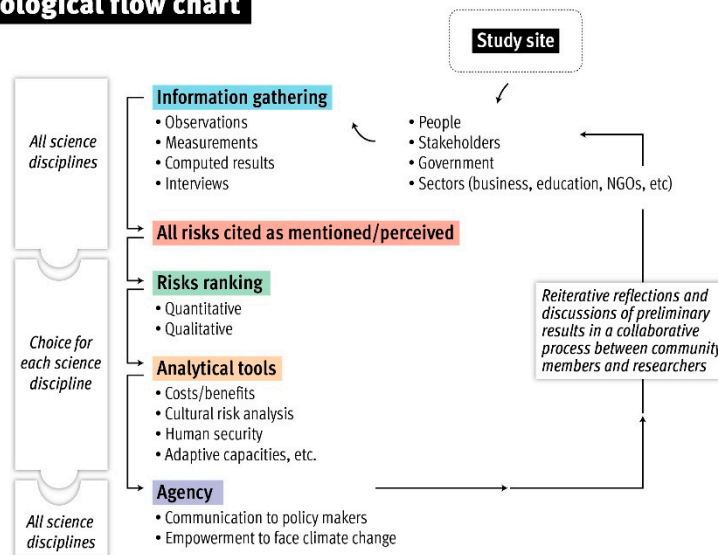 ological flow chart
Study site
Information gathering
• Observations
• Measurements
• Computed results
• Interviews
• People
• Stakeholders
• Government
• Sectors (business, education, NGOs, etc)
All science
disciplines
All risks cited as mentioned/perceived
Risks ranking
• Quantitative
• Qualitative
Choice for
each science
discipline
Reiterative reflections and
discussions of preliminary
results in a collaborative
process between community
members and researchers
Analytical tools
• Costs/benefits
• Cultural risk analysis
• Human security
• Adaptive capacities, etc.
Agency
• Communication to policy makers
• Empowerment to face climate change
All science
disciplines